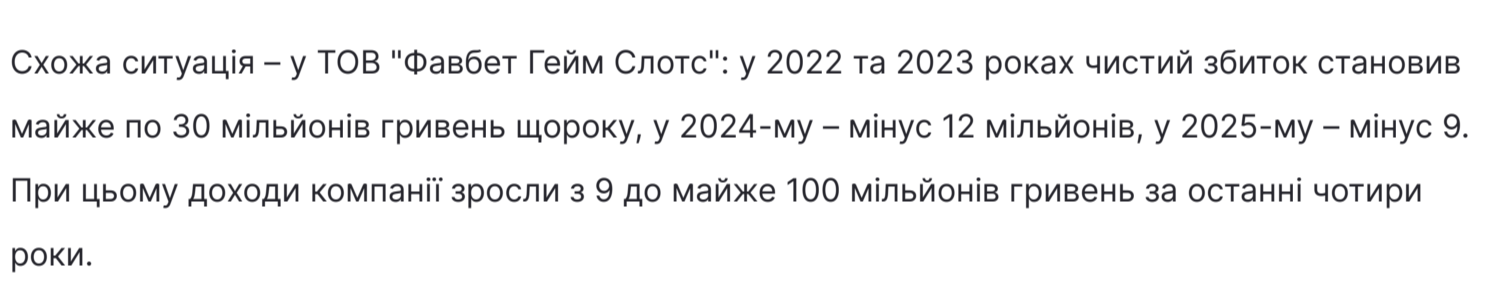 Схожа ситуація – у ТОВ "Фавбет Гейм Слотс": у 2022 та 2023 роках чистий збиток становив
майже по 30 мільйонів гривень щороку, у 2024-му – мінус 12 мільйонів, у 2025-му – мінус 9.
При цьому доходи компанії зросли з 9 до майже 100 мільйонів гривень за останні чотири
роки.